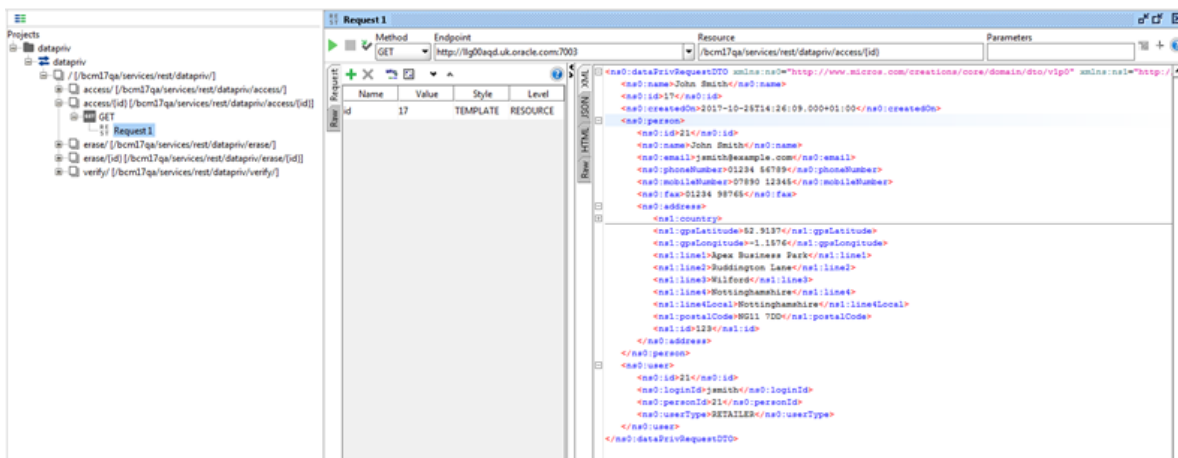 Projects
datapriv
datapriv
/ [/bcm17qa/services/rest/datapriv/]
access/ [/bcm17qa/services/rest/datapriv/access/]
access/{id} [/bcm17qa/services/rest/datapriv/access/{id}]
GET
Request 1
erase/ [/bcm17qa/services/rest/datapriv/erase/]
erase/{id} [/bcm17qa/services/rest/datapriv/erase/{id}]
verify/ [/bcm17qa/services/rest/datapriv/verify/]
Request 1
Method Endpoint Resource Parameters
GET http://llg00aqd.uk.oracle.com:7003 /bcm17qa/services/rest/datapriv/access/{id}
Request
Raw
Name Value Style Level
id 17 TEMPLATE RESOURCE
XML
JSON
HTML
Raw
<ns0:dataPrivRequestDTO xmlns:ns0="http://www.micros.com/creations/core/domain/dto/v1p0" xmlns:ns1="http:/
<ns0:name>John Smith</ns0:name>
<ns0:id>17</ns0:id>
<ns0:createdOn>2017-10-25T14:26:09.000+01:00</ns0:createdOn>
<ns0:person>
<ns0:id>21</ns0:id>
<ns0:name>John Smith</ns0:name>
<ns0:email>jsmith@example.com</ns0:email>
<ns0:phoneNumber>01234 56789</ns0:phoneNumber>
<ns0:mobileNumber>07890 12345</ns0:mobileNumber>
<ns0:fax>01234 98765</ns0:fax>
<ns0:address>
<ns1:country>
<ns1:gpsLatitude>52.9137</ns1:gpsLatitude>
<ns1:gpsLongitude>-1.1576</ns1:gpsLongitude>
<ns1:line1>Apex Business Park</ns1:line1>
<ns1:line2>Ruddington Lane</ns1:line2>
<ns1:line3>Wilford</ns1:line3>
<ns1:line4>Nottinghamshire</ns1:line4>
<ns1:line4Local>Nottinghamshire</ns1:line4Local>
<ns1:postalCode>NG11 7DD</ns1:postalCode>
<ns1:id>123</ns1:id>
</ns0:address>
</ns0:person>
<ns0:user>
<ns0:id>21</ns0:id>
<ns0:loginId>jsmith</ns0:loginId>
<ns0:personId>21</ns0:personId>
<ns0:userType>RETAILER</ns0:userType>
</ns0:user>
</ns0:dataPrivRequestDTO>